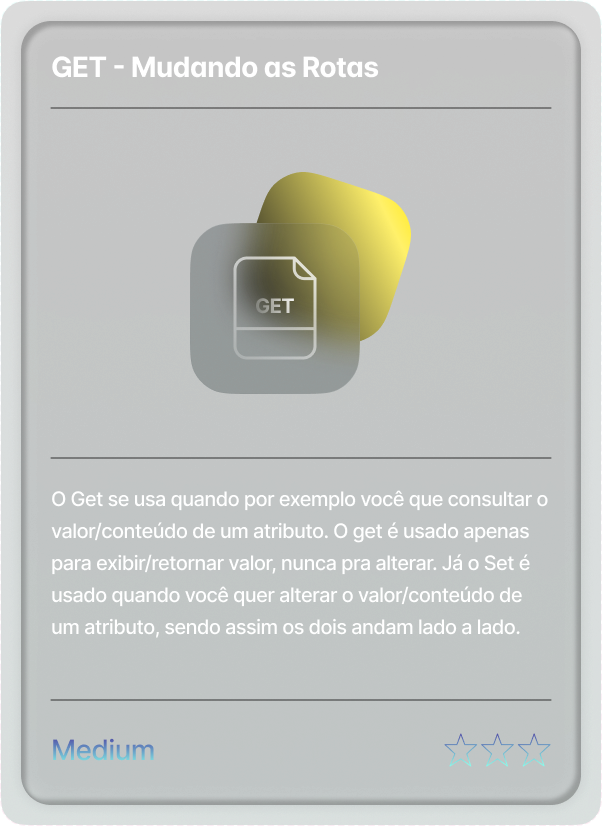 GET - Mudando as Rotas
GET
O Get se usa quando por exemplo você que consultar o
valor/conteúdo de um atributo. O get é usado apenas
para exibir/retornar valor, nunca pra alterar. Já o Set é
usado quando você quer alterar o valor/conteúdo de
um atributo, sendo assim os dois andam lado a lado.
Medium